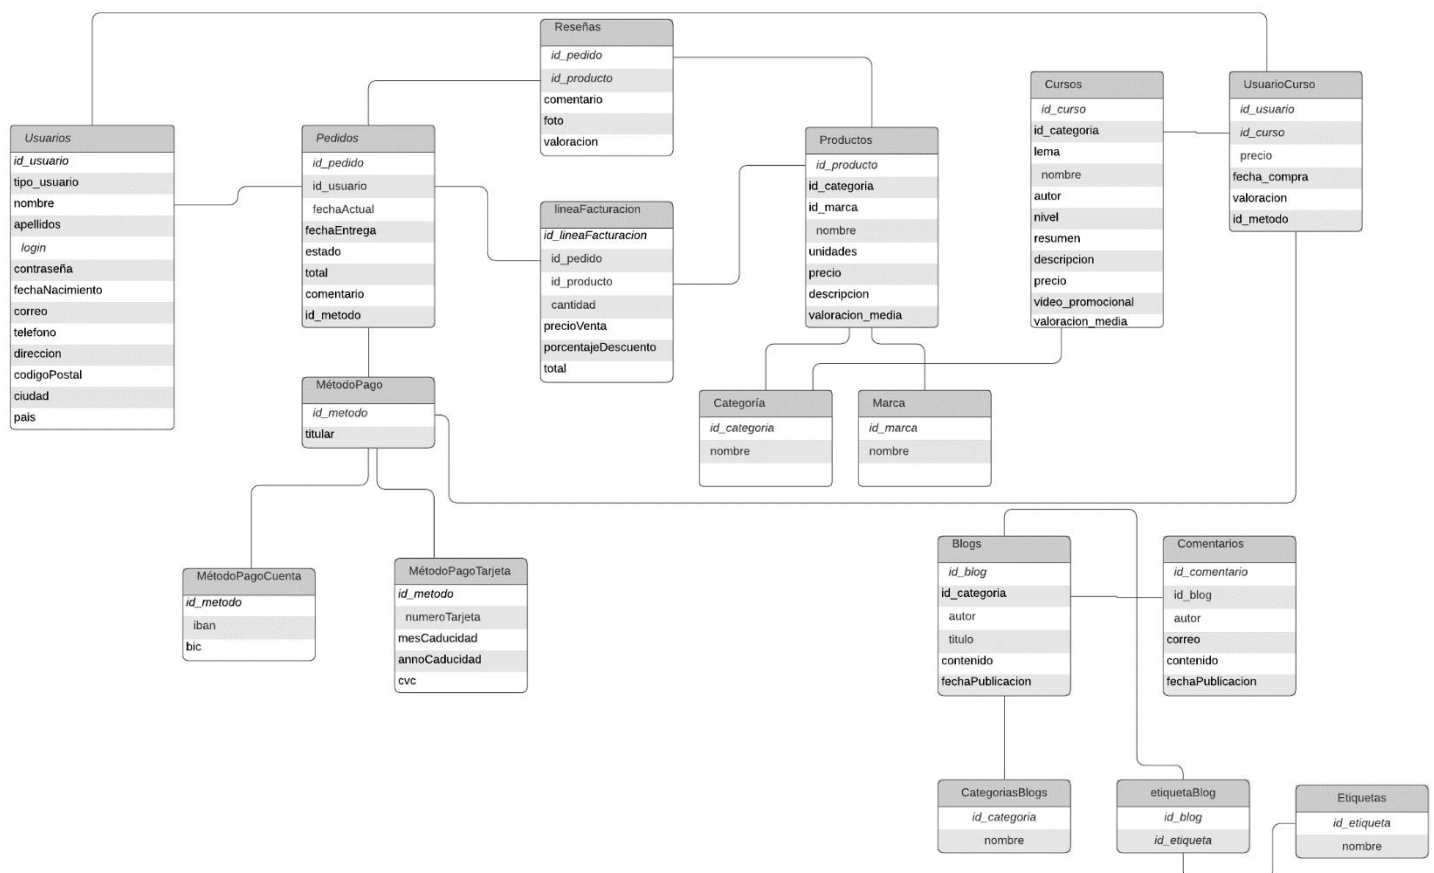 Reseñas
id_pedido
id_producto
comentario
foto
valoracion
Usuarios
id_usuario
tipo_usuario
nombre
apellidos
login
contraseña
fechaNacimiento
correo
telefono
direccion
codigoPostal
ciudad
pais
Pedidos
id_pedido
id_usuario
fechaActual
fechaEntrega
estado
total
comentario
id_metodo
lineaFacturacion
id_lineaFacturacion
id_pedido
id_producto
cantidad
precioVenta
porcentajeDescuento
total
Productos
id_producto
id_categoria
id_marca
nombre
unidades
precio
descripcion
valoracion_media
Cursos
id_curso
id_categoria
lema
nombre
autor
nivel
resumen
descripcion
precio
video_promocional
valoracion_media
UsuarioCurso
id_usuario
id_curso
precio
fecha_compra
valoracion
id_metodo
MétodoPago
id_metodo
titular
Categoría
id_categoria
nombre
Marca
id_marca
nombre
MétodoPagoCuenta
id_metodo
iban
bic
MétodoPagoTarjeta
id_metodo
numeroTarjeta
mesCaducidad
annoCaducidad
cvc
Blogs
id_blog
id_categoria
autor
titulo
contenido
fechaPublicacion
Comentarios
id_comentario
id_blog
autor
correo
contenido
fechaPublicacion
CategoriasBlogs
id_categoria
nombre
etiquetaBlog
id_blog
id_etiqueta
Etiquetas
id_etiqueta
nombre